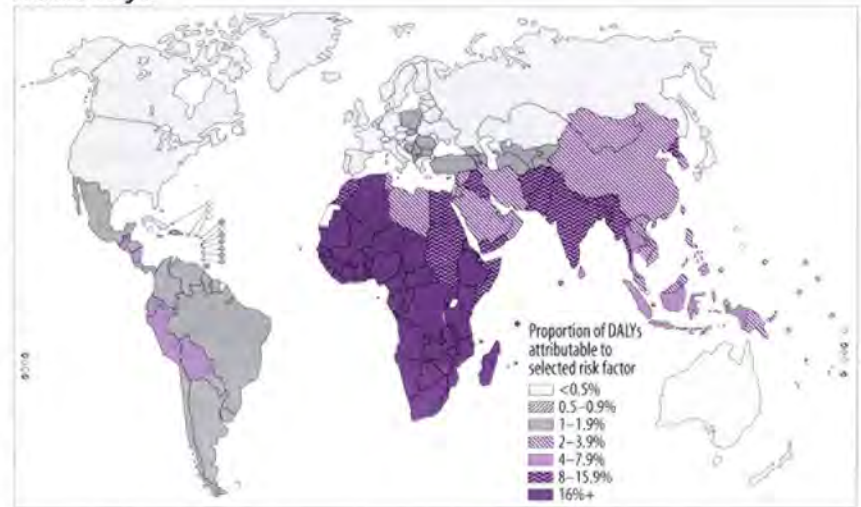 Proportion of DALYs
attributable to
selected risk factor
<0.5%
0.5–0.9%
1–1.9%
2–3.9%
4–7.9%
8–15.9%
16%+